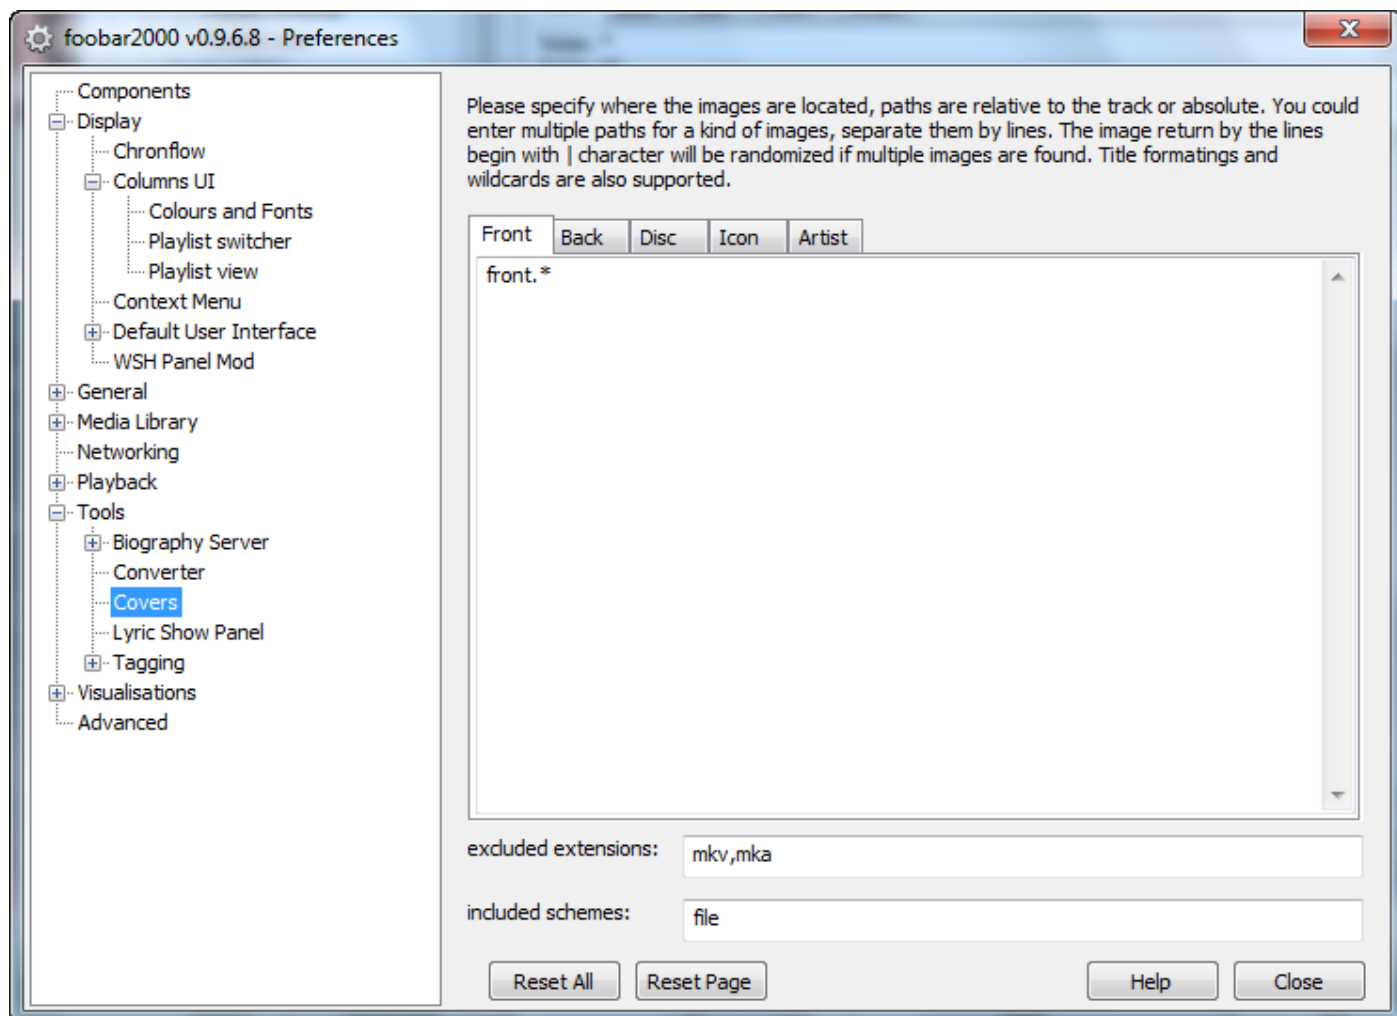 foobar2000 v0.9.6.8 - Preferences
Components
Display
Chronflow
Columns UI
Colours and Fonts
Playlist switcher
Playlist view
Context Menu
Default User Interface
WSH Panel Mod
General
Media Library
Networking
Playback
Tools
Biography Server
Converter
Covers
Lyric Show Panel
Tagging
Visualisations
Advanced
Please specify where the images are located, paths are relative to the track or absolute. You could
enter multiple paths for a kind of images, separate them by lines. The image return by the lines
begin with | character will be randomized if multiple images are found. Title formatings and
wildcards are also supported.
Front Back Disc Icon Artist
front.*
excluded extensions: mkv,mka
included schemes: file
Reset All Reset Page Help Close